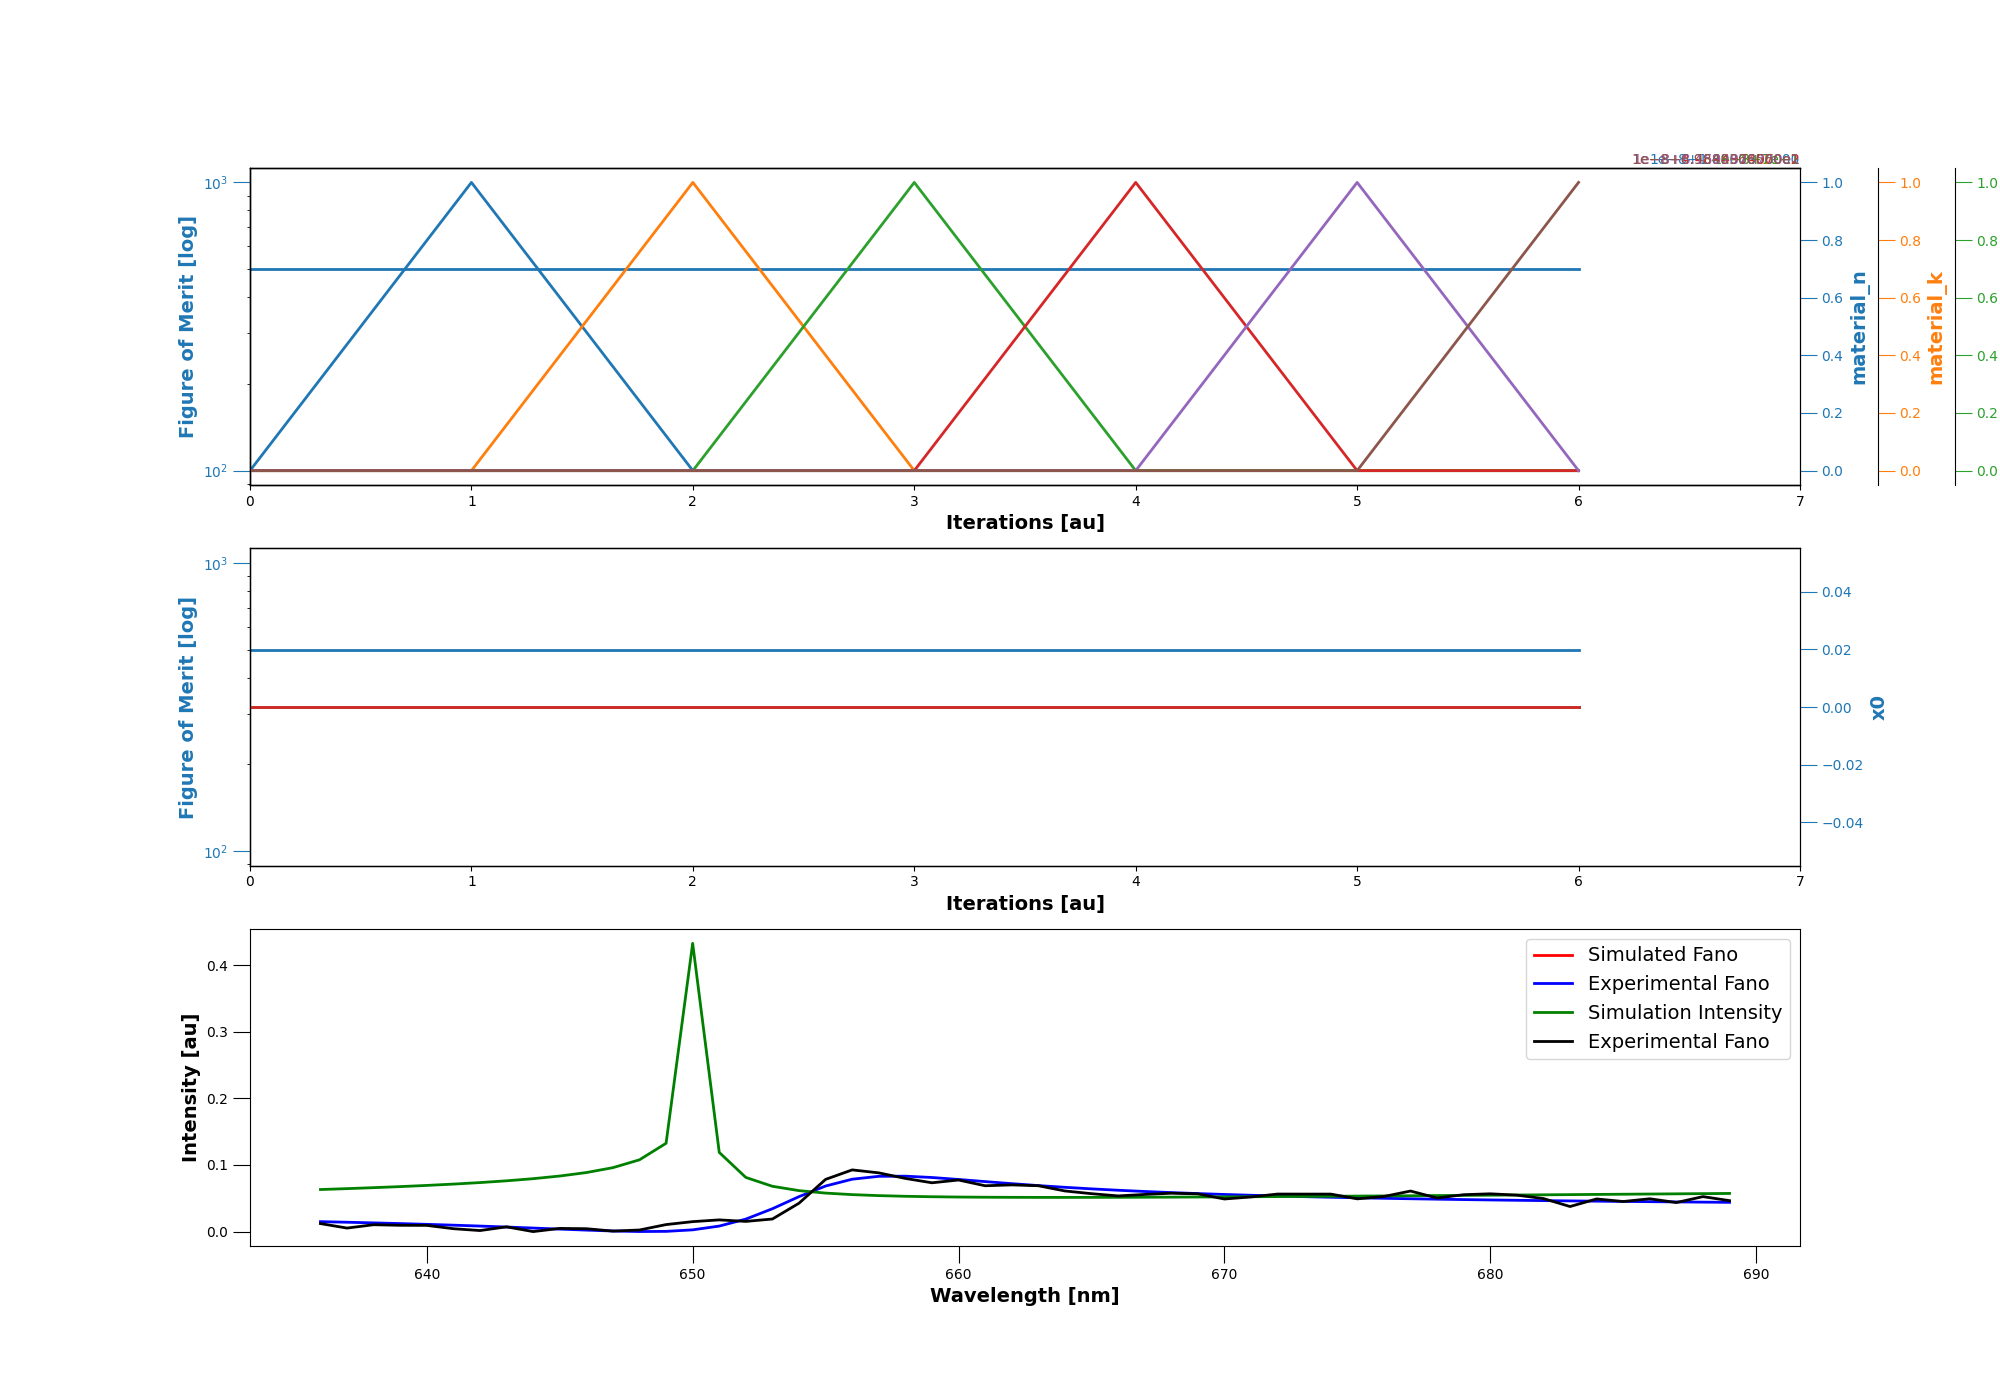 10³
10²
Figure of Merit [log]
0 1 2 3 4 5 6 7
Iterations [au]
1.0
0.8
0.6
0.4
0.2
0.0
material_n
1.0
0.8
0.6
0.4
0.2
0.0
material_k
1.0
0.8
0.6
0.4
0.2
0.0
10³
10²
Figure of Merit [log]
0 1 2 3 4 5 6 7
Iterations [au]
0.04
0.02
0.00
−0.02
−0.04
x0
0.4
0.3
0.2
0.1
0.0
Intensity [au]
Simulated Fano
Experimental Fano
Simulation Intensity
Experimental Fano
640 650 660 670 680 690
Wavelength [nm]